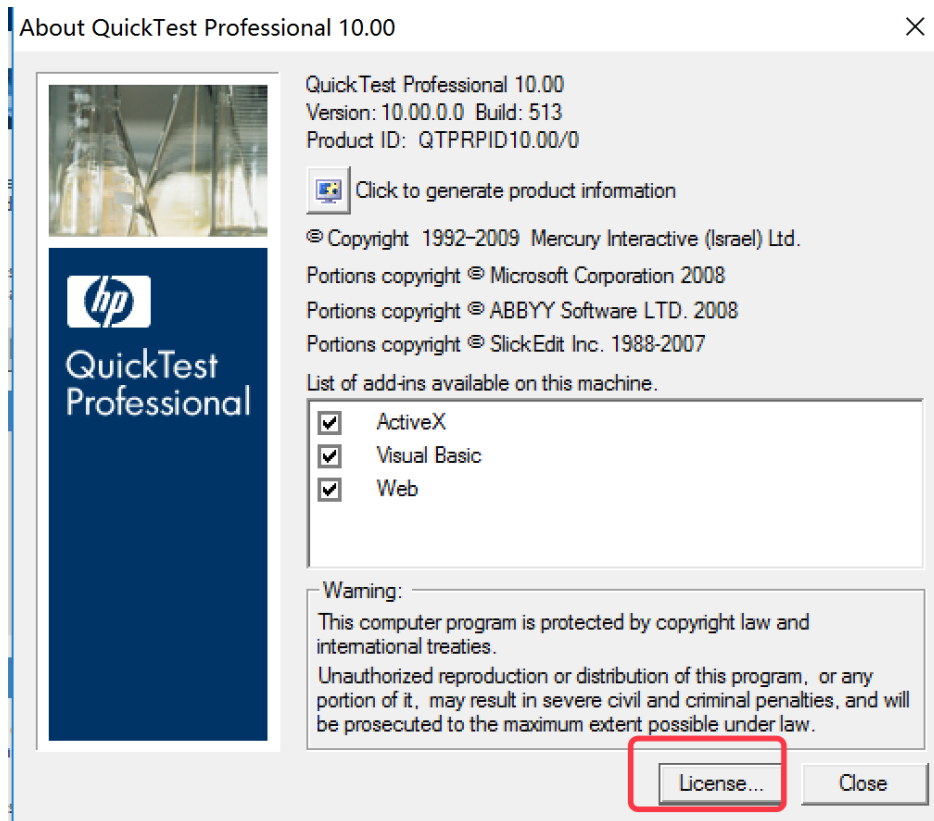 About QuickTest Professional 10.00
QuickTest Professional 10.00
Version: 10.00.0.0 Build: 513
Product ID: QTPRPID10.00/0
Click to generate product information
© Copyright 1992-2009 Mercury Interactive (Israel) Ltd.
Portions copyright © Microsoft Corporation 2008
Portions copyright © ABBYY Software LTD. 2008
Portions copyright © SlickEdit Inc. 1988-2007
hp
QuickTest
Professional
List of add-ins available on this machine.
ActiveX
Visual Basic
Web
Warning:
This computer program is protected by copyright law and
international treaties.
Unauthorized reproduction or distribution of this program, or any
portion of it, may result in severe civil and criminal penalties, and will
be prosecuted to the maximum extent possible under law.
License...
Close